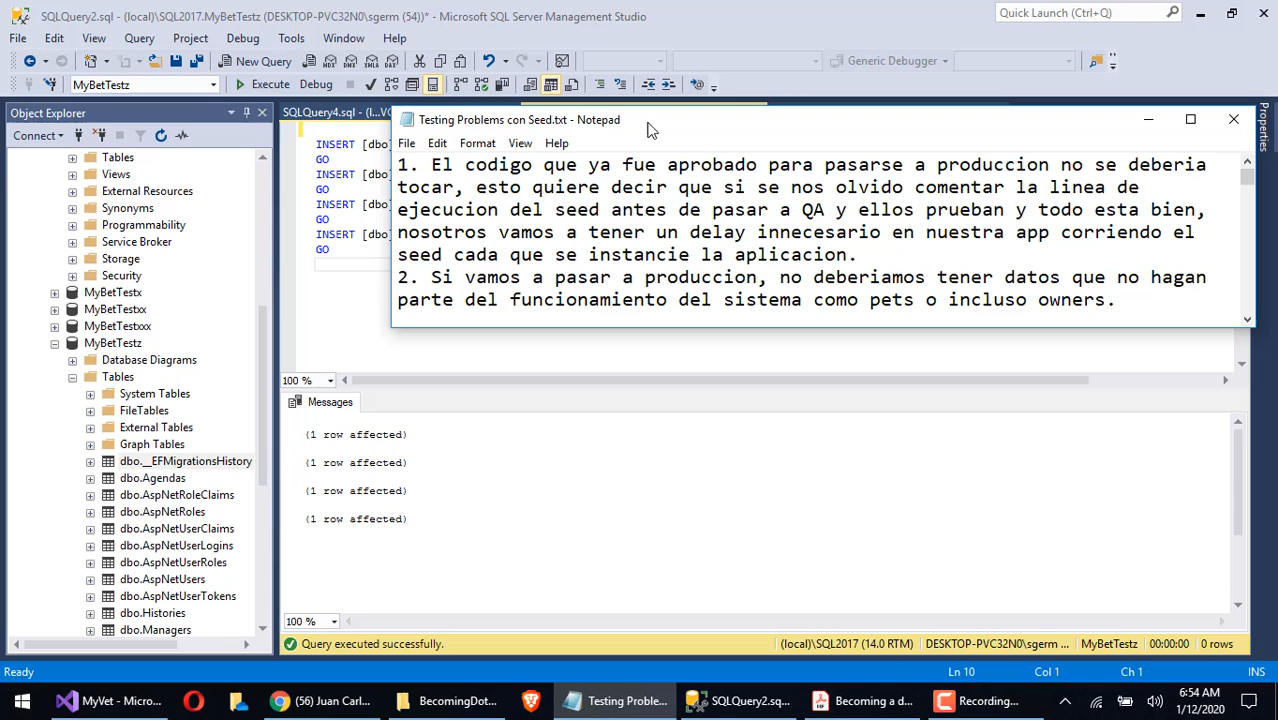 SQLQuery2.sql - (local)\SQL2017.MyBetTestz (DESKTOP-PVC32N0\sgerm (54))* - Microsoft SQL Server Management Studio
Quick Launch (Ctrl+Q)
File Edit View Query Project Debug Tools Window Help
New Query
Generic Debugger
MyBetTestz
Execute Debug
Object Explorer
SQLQuery4.sql - (l...VC
Properties
Connect
Tables
Views
External Resources
Synonyms
Programmability
Service Broker
Storage
Security
MyBetTestx
MyBetTestxx
MyBetTestxxx
MyBetTestz
Database Diagrams
Tables
System Tables
FileTables
External Tables
Graph Tables
dbo.__EFMigrationsHistory
dbo.Agendas
dbo.AspNetRoleClaims
dbo.AspNetRoles
dbo.AspNetUserClaims
dbo.AspNetUserLogins
dbo.AspNetUserRoles
dbo.AspNetUsers
dbo.AspNetUserTokens
dbo.Histories
dbo.Managers
INSERT [dbo]
GO
INSERT [dbo]
GO
INSERT [dbo]
GO
INSERT [dbo]
GO
Testing Problems con Seed.txt - Notepad
File Edit Format View Help
1. El codigo que ya fue aprobado para pasarse a produccion no se deberia
tocar, esto quiere decir que si se nos olvido comentar la linea de
ejecucion del seed antes de pasar a QA y ellos prueban y todo esta bien,
nosotros vamos a tener un delay innecesario en nuestra app corriendo el
seed cada que se instancie la aplicacion.
2. Si vamos a pasar a produccion, no deberiamos tener datos que no hagan
parte del funcionamiento del sistema como pets o incluso owners.
100 %
Messages
(1 row affected)
(1 row affected)
(1 row affected)
(1 row affected)
100 %
Query executed successfully. (local)\SQL2017 (14.0 RTM) DESKTOP-PVC32N0\sgerm ... MyBetTestz 00:00:00 0 rows
Ready Ln 10 Col 1 Ch 1 INS
MyVet - Micros... (56) Juan Carl... BecomingDot... Testing Proble... SQLQuery2.sq... Becoming a d... Recording...
6:54 AM
1/12/2020